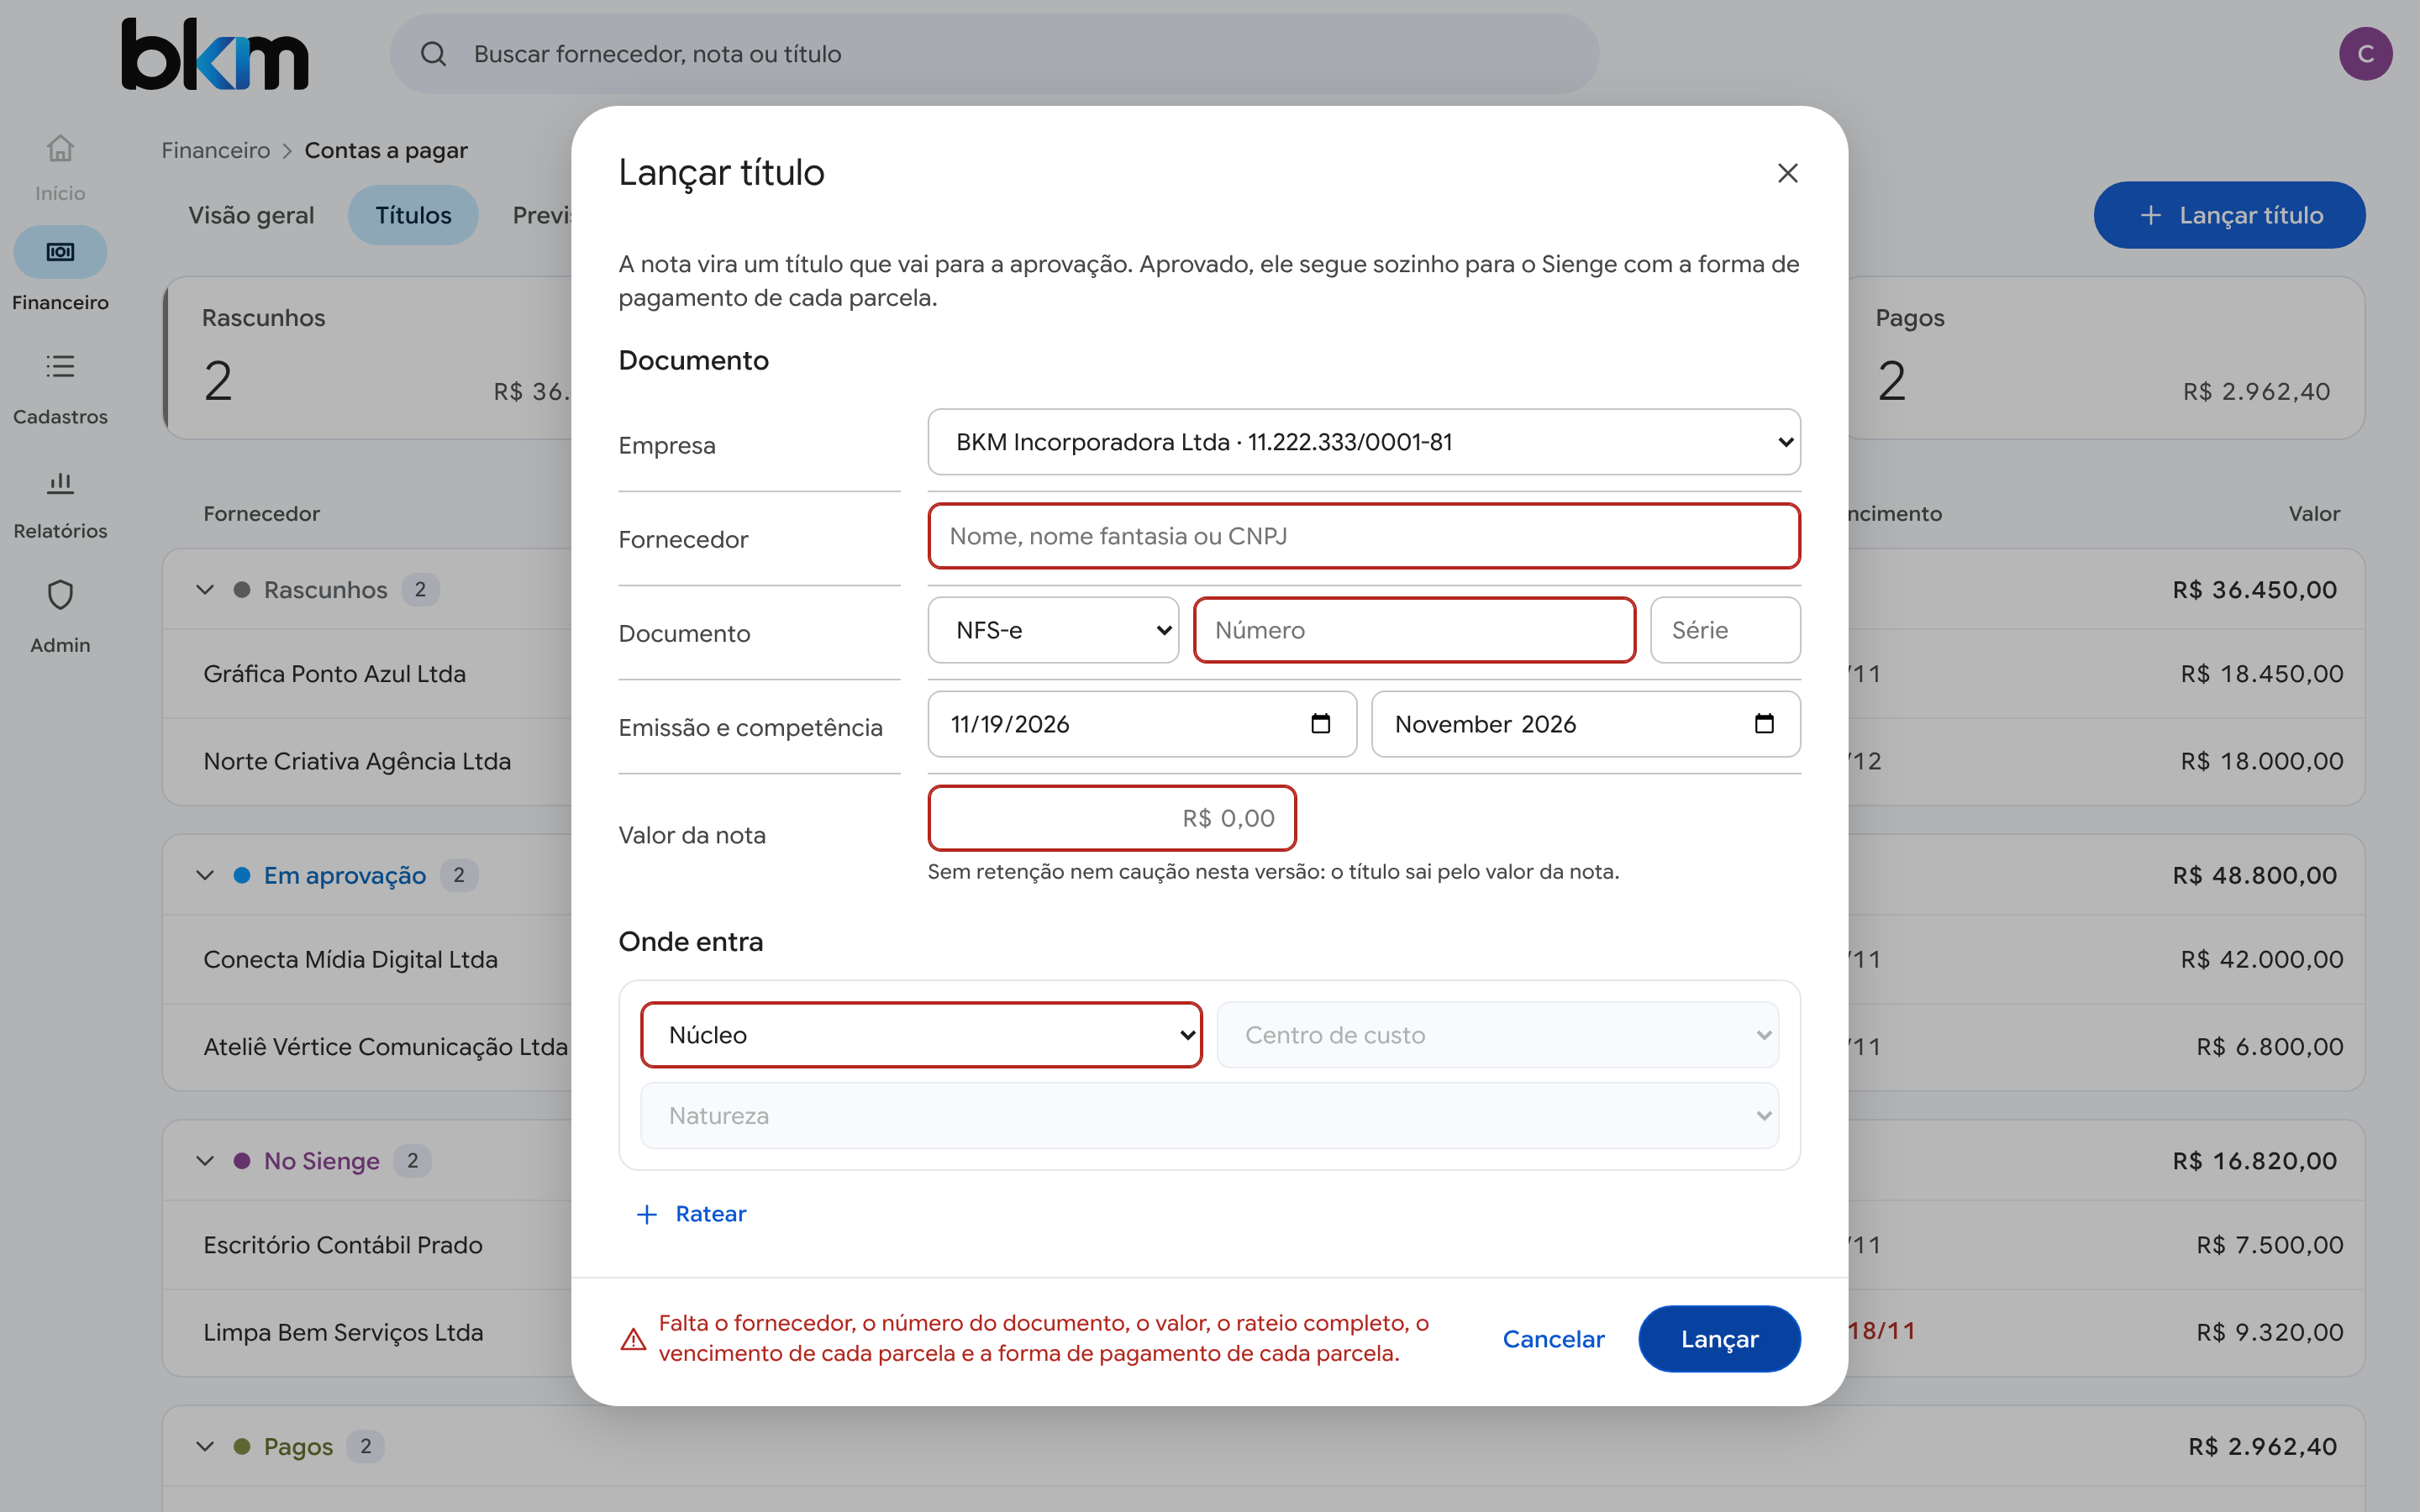 bkm
Buscar fornecedor, nota ou título
C
Início
Financeiro
Cadastros
Relatórios
Admin
Financeiro > Contas a pagar
Visão geral
Títulos
Lançar título
Rascunhos
2
R$ 36.
Pagos
2
R$ 2.962,40
Fornecedor
Valor
Rascunhos 2
R$ 36.450,00
Gráfica Ponto Azul Ltda
/11
R$ 18.450,00
Norte Criativa Agência Ltda
/12
R$ 18.000,00
Em aprovação 2
R$ 48.800,00
Conecta Mídia Digital Ltda
/11
R$ 42.000,00
Ateliê Vértice Comunicação Ltda
/11
R$ 6.800,00
No Sienge 2
R$ 16.820,00
Escritório Contábil Prado
/11
R$ 7.500,00
Limpa Bem Serviços Ltda
18/11
R$ 9.320,00
Pagos 2
R$ 2.962,40
Lançar título
A nota vira um título que vai para a aprovação. Aprovado, ele segue sozinho para o Sienge com a forma de
pagamento de cada parcela.
Documento
Empresa
BKM Incorporadora Ltda · 11.222.333/0001-81
Fornecedor
Nome, nome fantasia ou CNPJ
Documento
NFS-e
Número
Série
Emissão e competência
11/19/2026
November 2026
Valor da nota
R$ 0,00
Sem retenção nem caução nesta versão: o título sai pelo valor da nota.
Onde entra
Núcleo
Centro de custo
Natureza
Ratear
Falta o fornecedor, o número do documento, o valor, o rateio completo, o
vencimento de cada parcela e a forma de pagamento de cada parcela.
Cancelar
Lançar